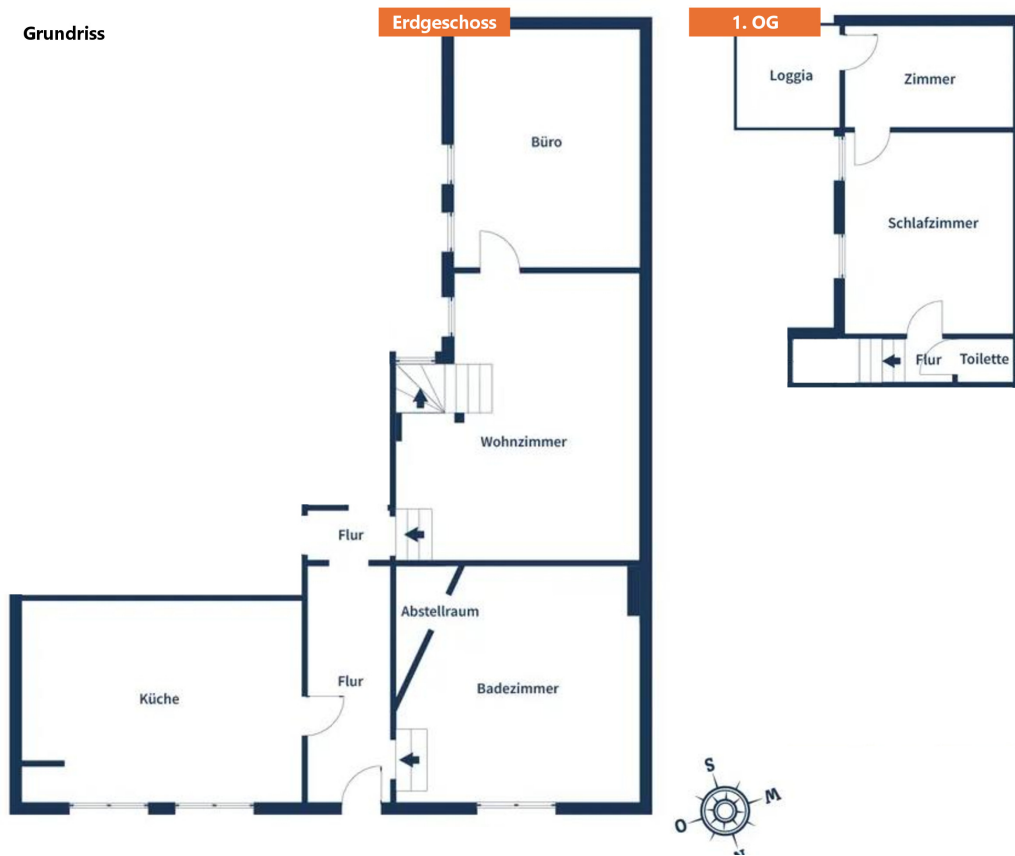 Grundriss
Erdgeschoss
1. OG
Loggia
Zimmer
Büro
Schlafzimmer
Flur
Toilette
Wohnzimmer
Flur
Abstellraum
Flur
Badezimmer
Küche
S
W
O
N